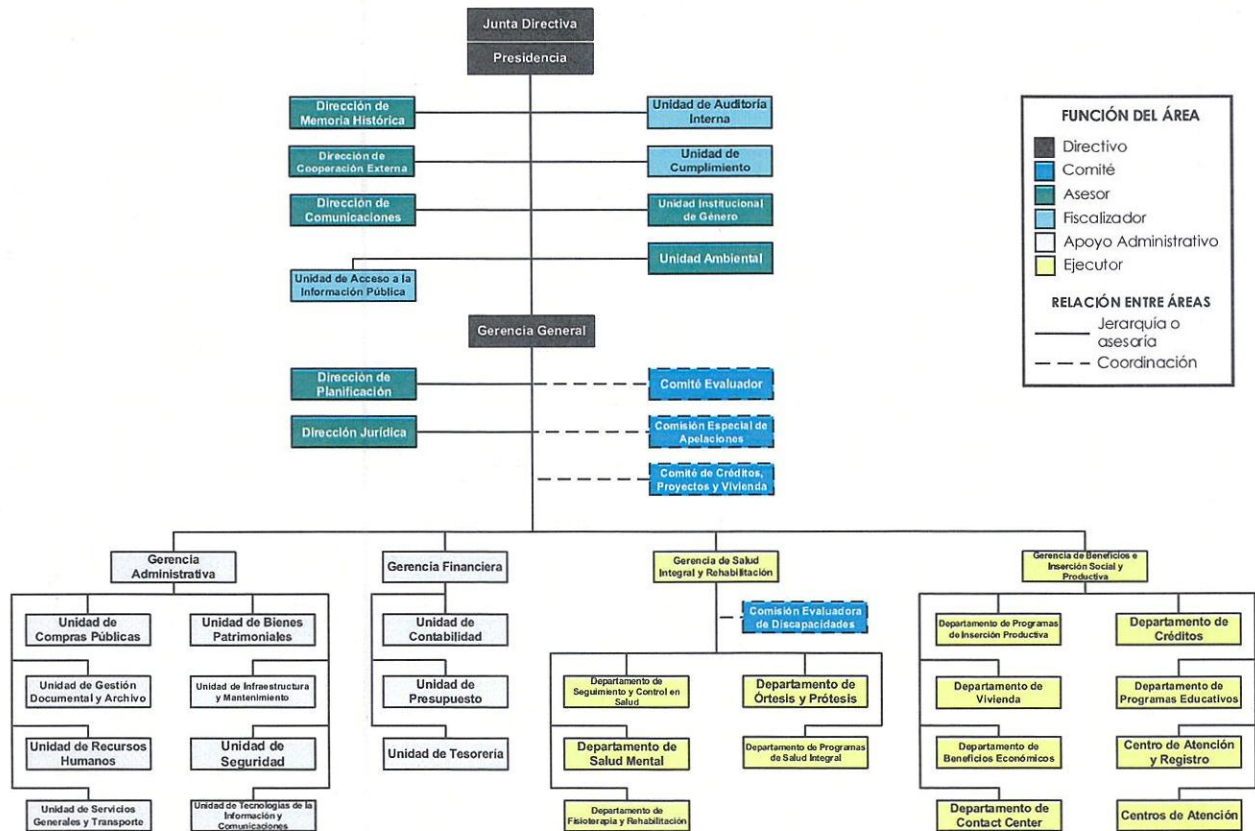 Junta Directiva
Presidencia
Dirección de
Memoria Histórica
Unidad de Auditoría
Interna
Dirección de
Cooperación Externa
Unidad de
Cumplimiento
Dirección de
Comunicaciones
Unidad Institucional
de Género
Unidad Ambiental
Unidad de Acceso a la
Información Pública
Gerencia General
Dirección de
Planificación
Comité Evaluador
Dirección Jurídica
Comisión Especial de
Apelaciones
Comité de Créditos,
Proyectos y Vivienda
FUNCIÓN DEL ÁREA
Directivo
Comité
Asesor
Fiscalizador
Apoyo Administrativo
Ejecutor
RELACIÓN ENTRE ÁREAS
Jerarquía o
asesoría
Coordinación
Gerencia
Administrativa
Unidad de
Compras Públicas
Unidad de Bienes
Patrimoniales
Unidad de Gestión
Documental y Archivo
Unidad de Infraestructura
y Mantenimiento
Unidad de Recursos
Humanos
Unidad de
Seguridad
Unidad de Servicios
Generales y Transporte
Unidad de Tecnologías de la
Información y
Comunicaciones
Gerencia Financiera
Unidad de
Contabilidad
Unidad de
Presupuesto
Unidad de Tesorería
Gerencia de Salud
Integral y Rehabilitación
Comisión Evaluadora
de Discapacidades
Departamento de
Seguimiento y Control en
Salud
Departamento de
Órtesis y Prótesis
Departamento de
Salud Mental
Departamento de Programas
de Salud Integral
Departamento de
Fisioterapia y Rehabilitación
Gerencia de Beneficios e
Inserción Social y
Productiva
Departamento de Programas
de Inserción Productiva
Departamento de
Créditos
Departamento de
Vivienda
Departamento de
Programas Educativos
Departamento de
Beneficios Económicos
Centro de Atención
y Registro
Departamento de
Contact Center
Centros de Atención